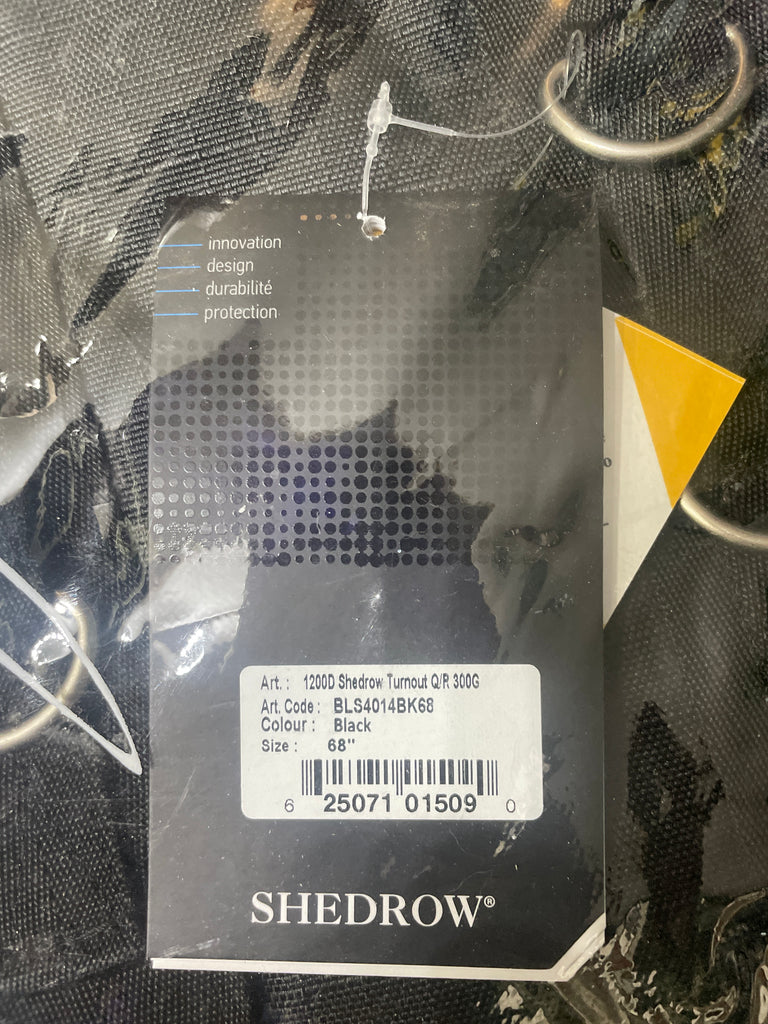 innovation
design
durabilité
protection
Art. : 1200D Shedrow Turnout Q/R 300G
Art. Code : BLS4014BK68
Colour : Black
Size : 68"
6 25071 01509 0
SHEDROW®